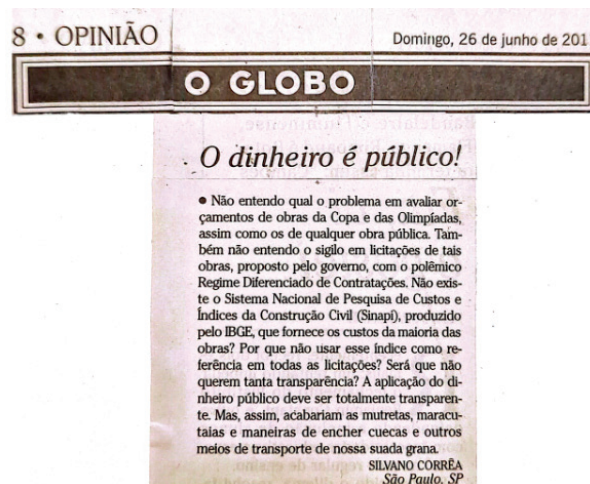 8 • OPINIÃO
Domingo, 26 de junho de 201
O GLOBO
O dinheiro é público!
● Não entendo qual o problema em avaliar or-
çamentos de obras da Copa e das Olimpíadas,
assim como os de qualquer obra pública. Tam-
bém não entendo o sigilo em licitações de tais
obras, proposto pelo governo, com o polêmico
Regime Diferenciado de Contratações. Não exis-
te o Sistema Nacional de Pesquisa de Custos e
Índices da Construção Civil (Sinapi), produzido
pelo IBGE, que fornece os custos da maioria das
obras? Por que não usar esse índice como re-
ferência em todas as licitações? Será que não
querem tanta transparência? A aplicação do di-
nheiro público deve ser totalmente transparen-
te. Mas, assim, acabariam as mutretas, maracu-
taias e maneiras de encher cuecas e outros
meios de transporte de nossa suada grana.
SILVANO CORRÊA
São Paulo, SP